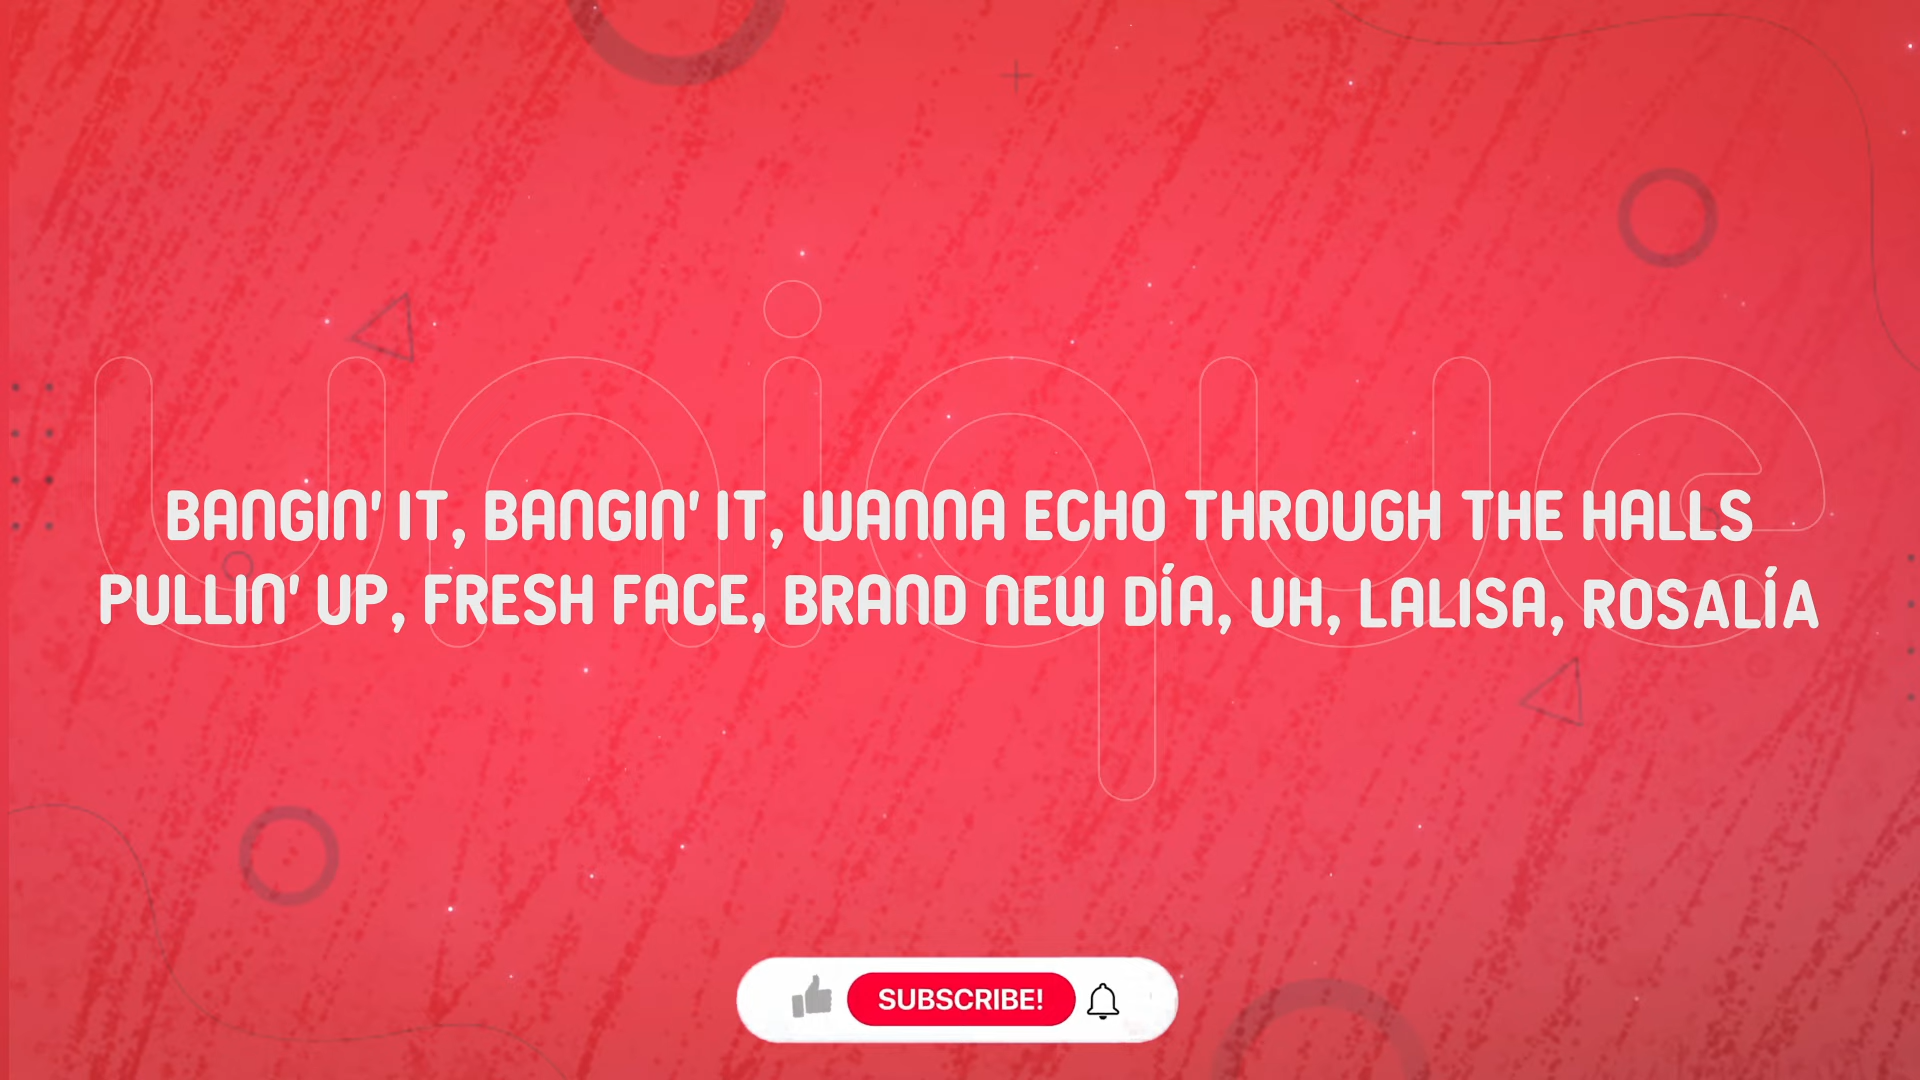 unique
BANGIN' IT, BANGIN' IT, WANNA ECHO THROUGH THE HALLS
PULLIN' UP, FRESH FACE, BRAND NEW DÍA, UH, LALISA, ROSALÍA
SUBSCRIBE!